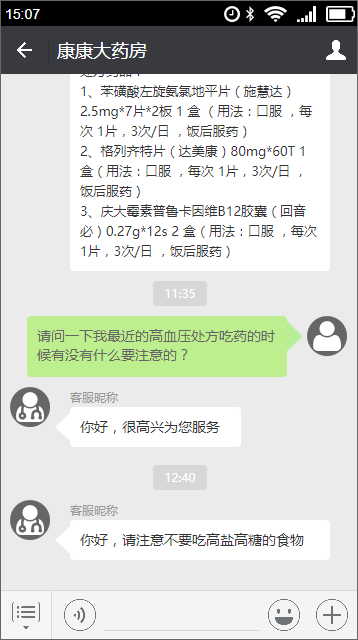 15:07
康康大药房
1、苯磺酸左旋氨氯地平片（施慧达）
2.5mg*7片*2板 1 盒（用法：口服 ，每
次 1片，3次/日 ，饭后服药）
2、格列齐特片（达美康）80mg*60T 1
盒（用法：口服 ，每次 1片，3次/日 ，
饭后服药）
3、庆大霉素普鲁卡因维B12胶囊（回音
必）0.27g*12s 2 盒（用法：口服 ，每次
1片，3次/日 ，饭后服药）
11:35
请问一下我最近的高血压处方吃药的时
候有没有什么要注意的？
客服昵称
你好，很高兴为您服务
12:40
客服昵称
你好，请注意不要吃高盐高糖的食物